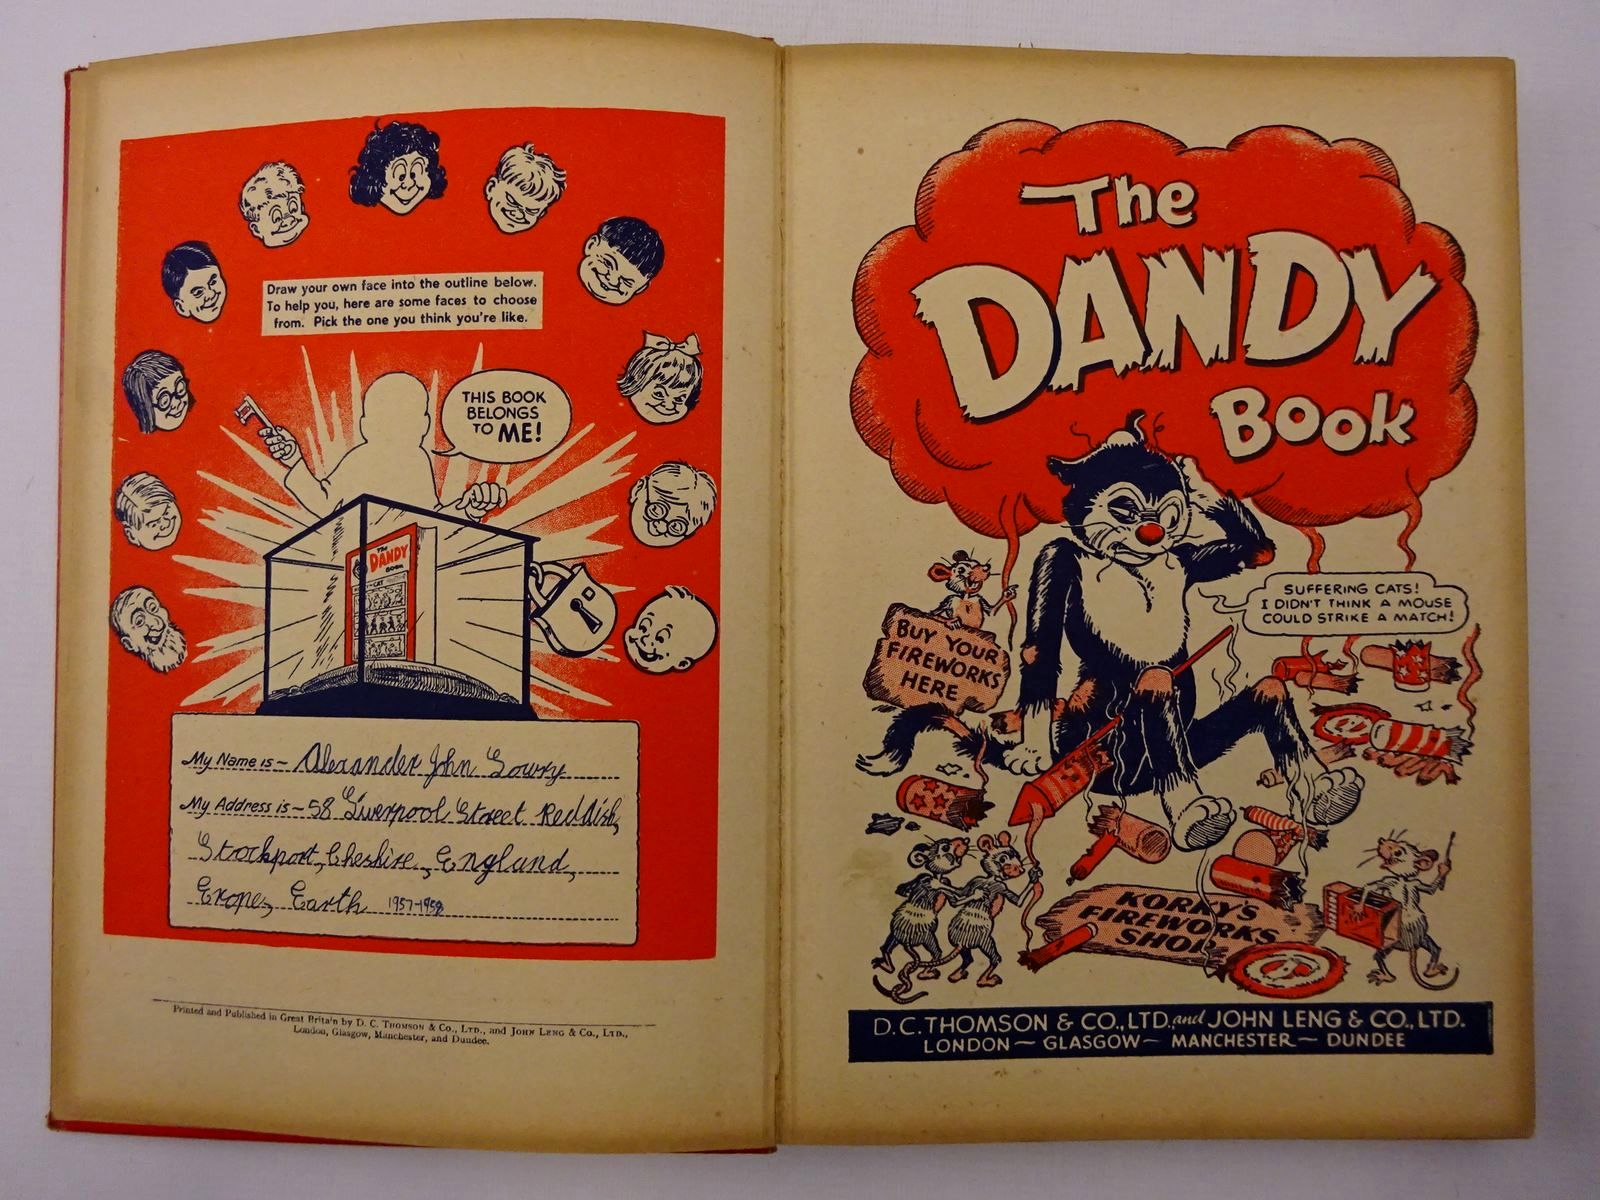 Draw your own face into the outline below.
To help you, here are some faces to choose
from. Pick the one you think you're like.
THIS BOOK
BELONGS
TO ME!
THE
DANDY
BOOK
My Name is - Alexander John Lowry
My Address is - 58 Liverpool Street Reddish,
Stockport, Cheshire, England,
Erope, Earth 1957-1958
Printed and Published in Great Britain by D. C. THOMSON & CO., LTD., and JOHN LENG & CO., LTD.,
London, Glasgow, Manchester, and Dundee.
The
DANDY
Book
SUFFERING CATS!
I DIDN'T THINK A MOUSE
COULD STRIKE A MATCH!
BUY YOUR
FIREWORKS
HERE
KORKY'S
FIREWORKS
SHOP
D.C. THOMSON & CO., LTD. and JOHN LENG & CO., LTD.
LONDON ~ GLASGOW ~ MANCHESTER ~ DUNDEE